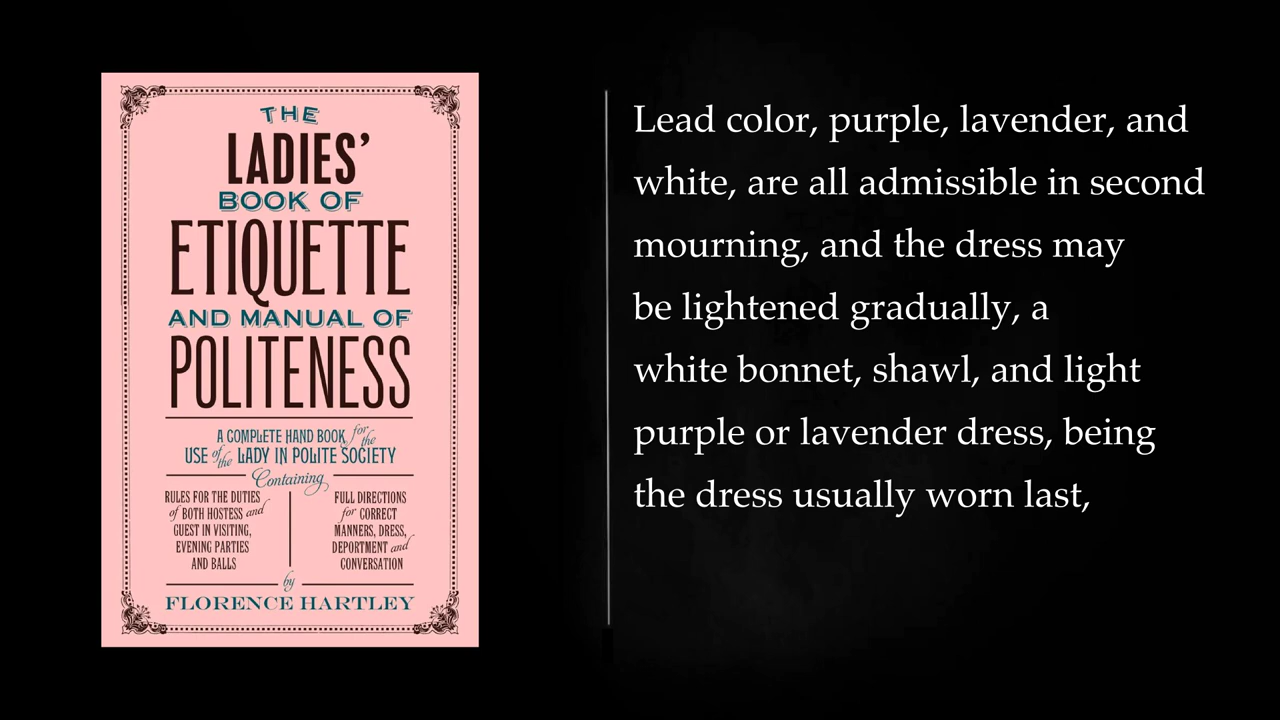 THE
LADIES'
BOOK OF
ETIQUETTE
AND MANUAL OF
POLITENESS
A COMPLETE HAND BOOK for the
USE of the LADY IN POLITE SOCIETY
Containing
RULES FOR THE DUTIES
of BOTH HOSTESS and
GUEST IN VISITING,
EVENING PARTIES
AND BALLS
FULL DIRECTIONS
for CORRECT
MANNERS, DRESS,
DEPORTMENT and
CONVERSATION
by
FLORENCE HARTLEY
Lead color, purple, lavender, and
white, are all admissible in second
mourning, and the dress may
be lightened gradually, a
white bonnet, shawl, and light
purple or lavender dress, being
the dress usually worn last,